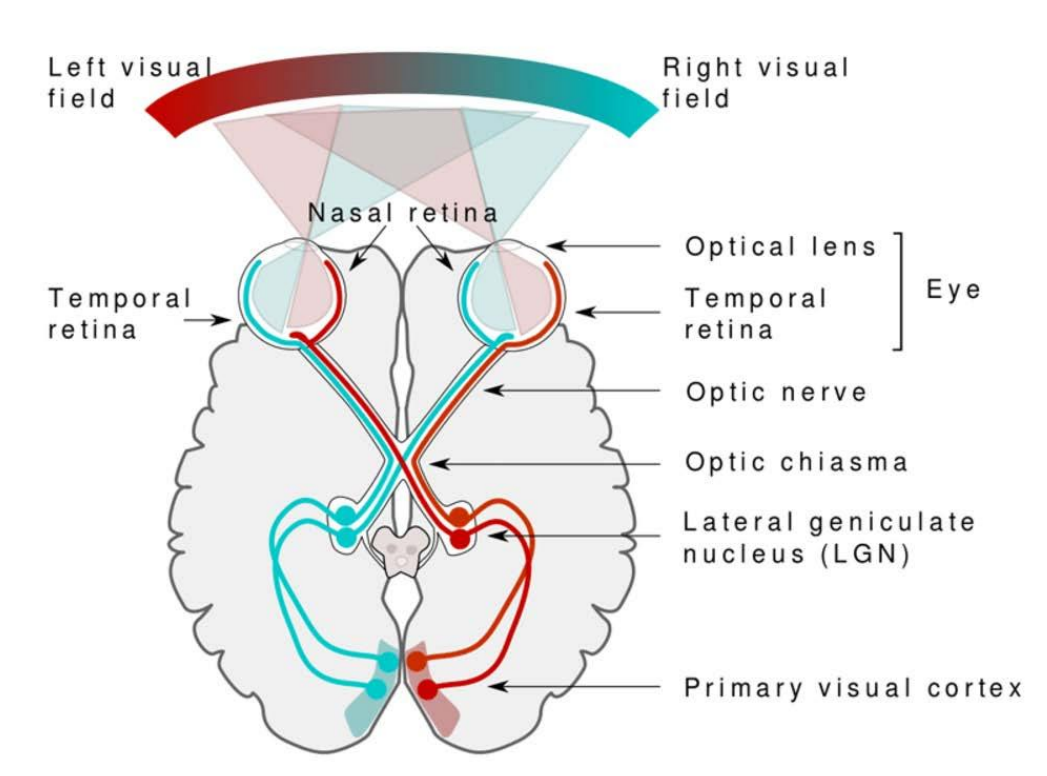 Left visual
field
Right visual
field
Nasal retina
Temporal
retina
Optical lens
Temporal
retina
Eye
Optic nerve
Optic chiasma
Lateral geniculate
nucleus (LGN)
Primary visual cortex